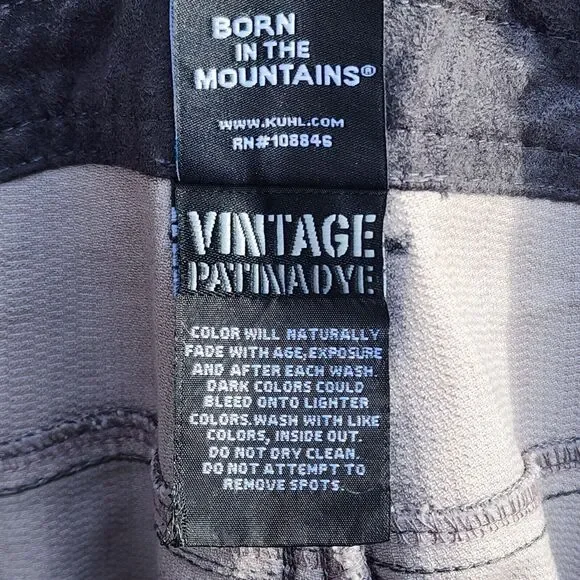 BORN
IN THE
MOUNTAINS®
WWW.KUHL.COM
RN#108846
VINTAGE
PATINADYE
COLOR WILL NATURALLY
FADE WITH AGE, EXPOSURE
AND AFTER EACH WASH.
DARK COLORS COULD
BLEED ONTO LIGHTER
COLORS. WASH WITH LIKE
COLORS, INSIDE OUT.
DO NOT DRY CLEAN.
DO NOT ATTEMPT TO
REMOVE SPOTS.